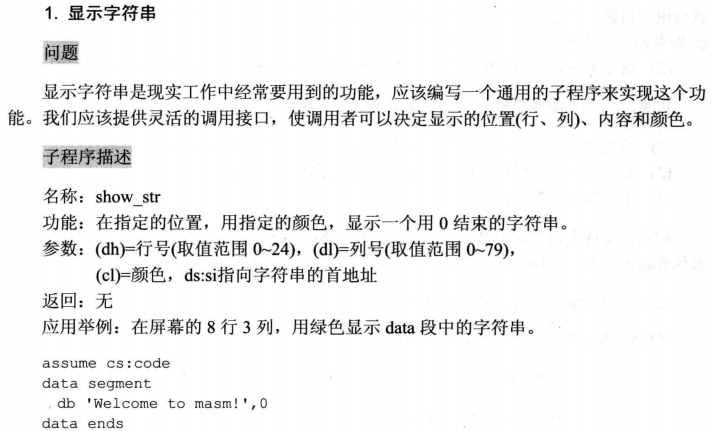 1. 显示字符串
问题
显示字符串是现实工作中经常要用到的功能，应该编写一个通用的子程序来实现这个功
能。我们应该提供灵活的调用接口，使调用者可以决定显示的位置(行、列)、内容和颜色。
子程序描述
名称：show_str
功能：在指定的位置，用指定的颜色，显示一个用 0 结束的字符串。
参数：(dh)=行号(取值范围 0~24)，(dl)=列号(取值范围 0~79)，
(cl)=颜色，ds:si指向字符串的首地址
返回：无
应用举例：在屏幕的 8 行 3 列，用绿色显示 data 段中的字符串。
assume cs:code
data segment
db 'Welcome to masm!',0
data ends